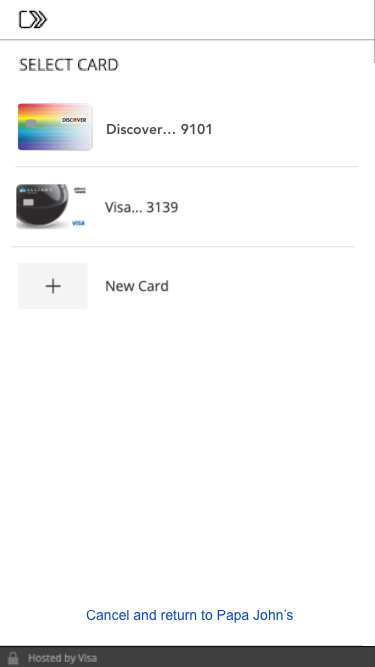 SELECT CARD
DISCOVER
Discover... 9101
ALLIANT
VISA
Visa... 3139
New Card
Cancel and return to Papa John's
Hosted by Visa